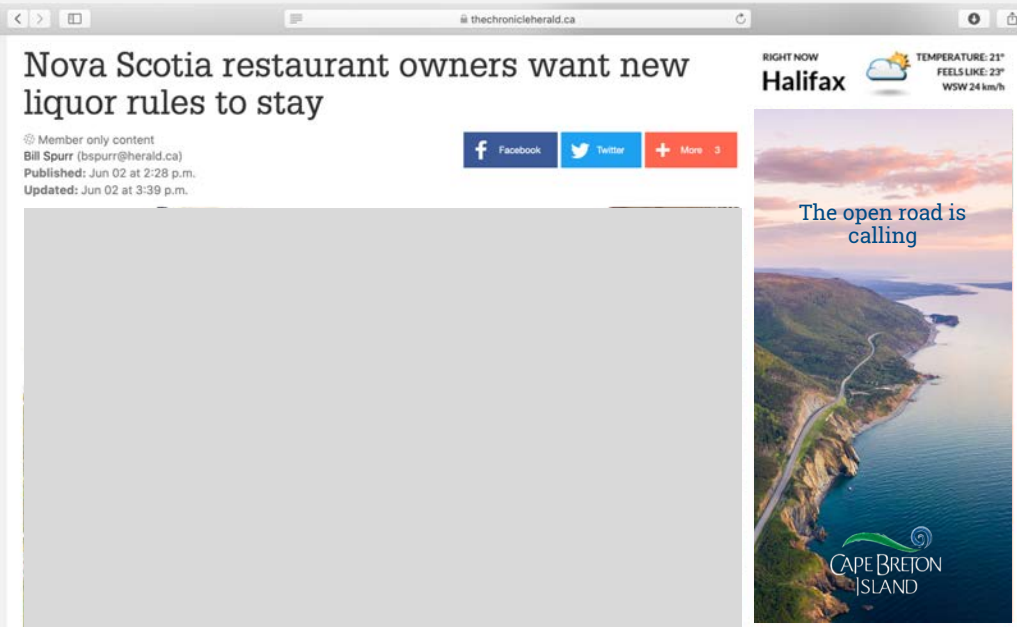 thechronicleherald.ca
Nova Scotia restaurant owners want new
liquor rules to stay
Member only content
Bill Spurr (bspurr@herald.ca)
Published: Jun 02 at 2:28 p.m.
Updated: Jun 02 at 3:39 p.m.
Facebook
Twitter
More 3
RIGHT NOW
Halifax
TEMPERATURE: 21°
FEELS LIKE: 23°
WSW 24 km/h
The open road is
calling
CAPE BRETON
ISLAND